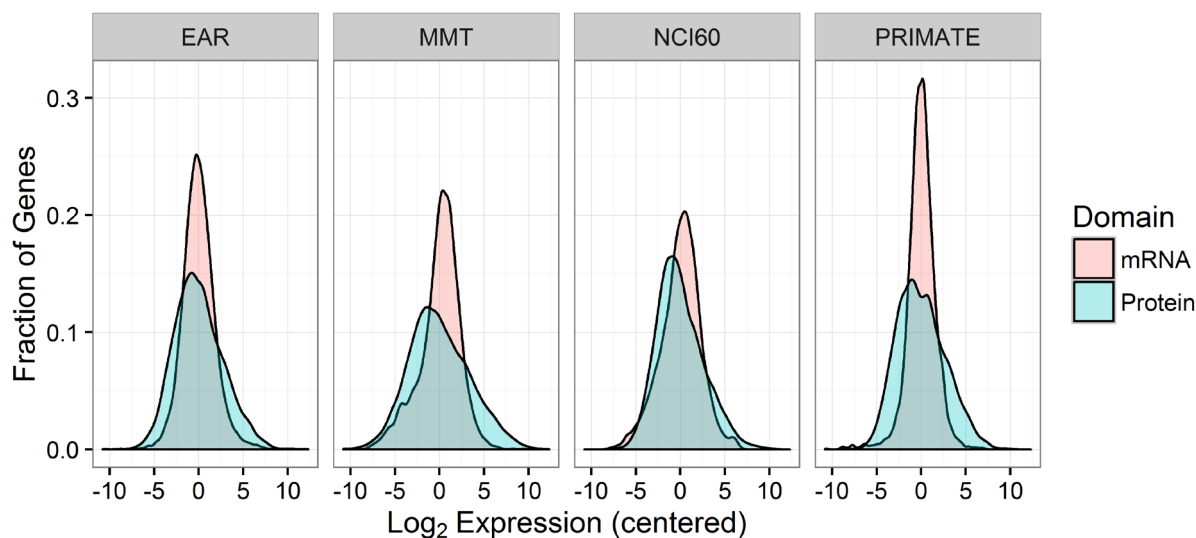 EAR MMT NCI60 PRIMATE
Fraction of Genes
0.3
0.2
0.1
0.0
-10 -5 0 5 10 -10 -5 0 5 10 -10 -5 0 5 10 -10 -5 0 5 10
Log₂ Expression (centered)
Domain
mRNA
Protein